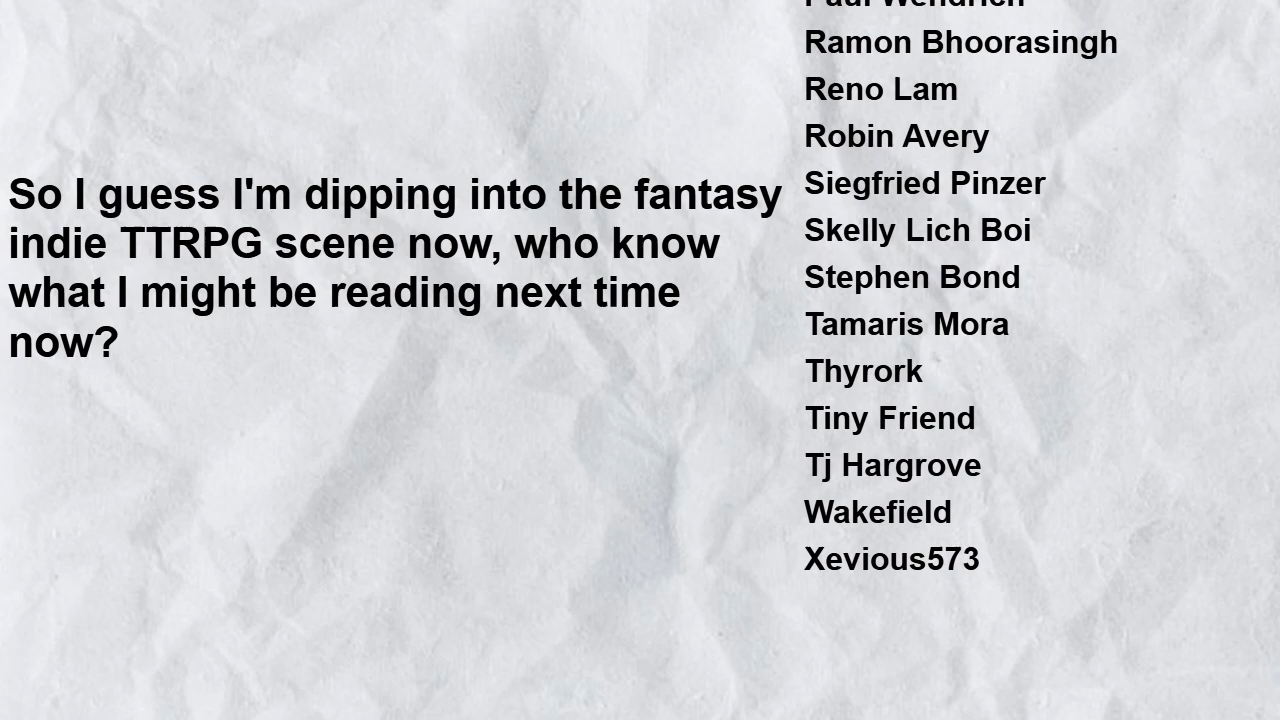 So I guess I'm dipping into the fantasy
indie TTRPG scene now, who know
what I might be reading next time
now?
Paul Wendrich
Ramon Bhoorasingh
Reno Lam
Robin Avery
Siegfried Pinzer
Skelly Lich Boi
Stephen Bond
Tamaris Mora
Thyrork
Tiny Friend
Tj Hargrove
Wakefield
Xevious573